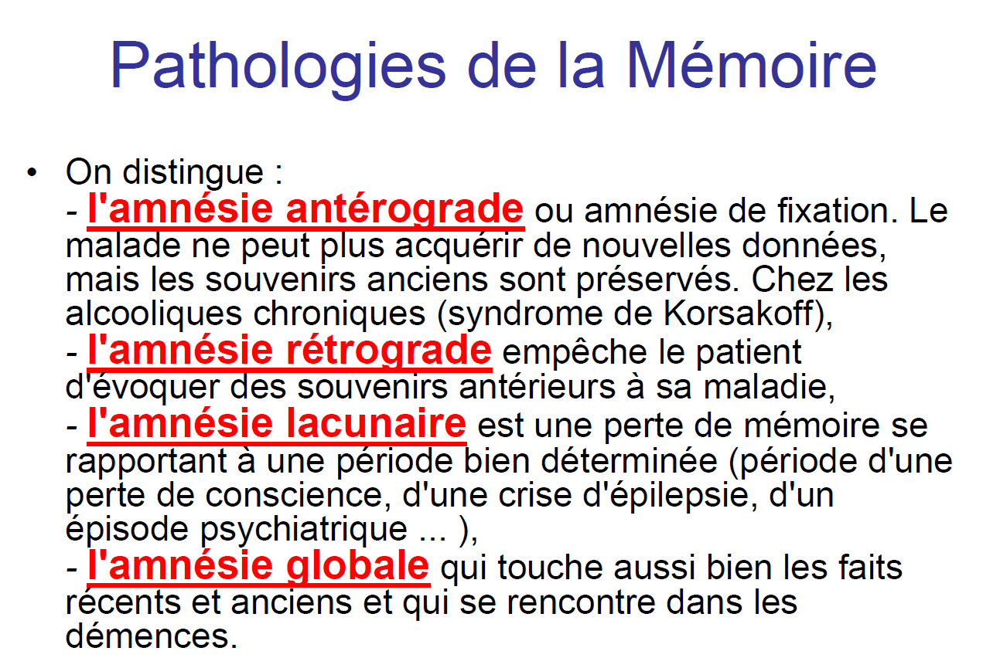 Pathologies de la Mémoire
• On distingue :
- l'amnésie antérograde ou amnésie de fixation. Le
malade ne peut plus acquérir de nouvelles données,
mais les souvenirs anciens sont préservés. Chez les
alcooliques chroniques (syndrome de Korsakoff),
- l'amnésie rétrograde empêche le patient
d'évoquer des souvenirs antérieurs à sa maladie,
- l'amnésie lacunaire est une perte de mémoire se
rapportant à une période bien déterminée (période d'une
perte de conscience, d'une crise d'épilepsie, d'un
épisode psychiatrique ... ),
- l'amnésie globale qui touche aussi bien les faits
récents et anciens et qui se rencontre dans les
démences.